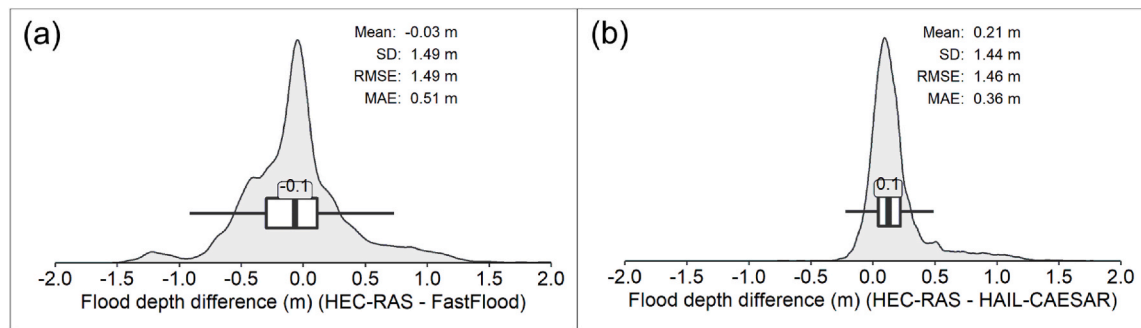 (a)
Mean: -0.03 m
SD: 1.49 m
RMSE: 1.49 m
MAE: 0.51 m
-0.1
-2.0 -1.5 -1.0 -0.5 0.0 0.5 1.0 1.5 2.0
Flood depth difference (m) (HEC-RAS - FastFlood)
(b)
Mean: 0.21 m
SD: 1.44 m
RMSE: 1.46 m
MAE: 0.36 m
0.1
-2.0 -1.5 -1.0 -0.5 0.0 0.5 1.0 1.5 2.0
Flood depth difference (m) (HEC-RAS - HAIL-CAESAR)